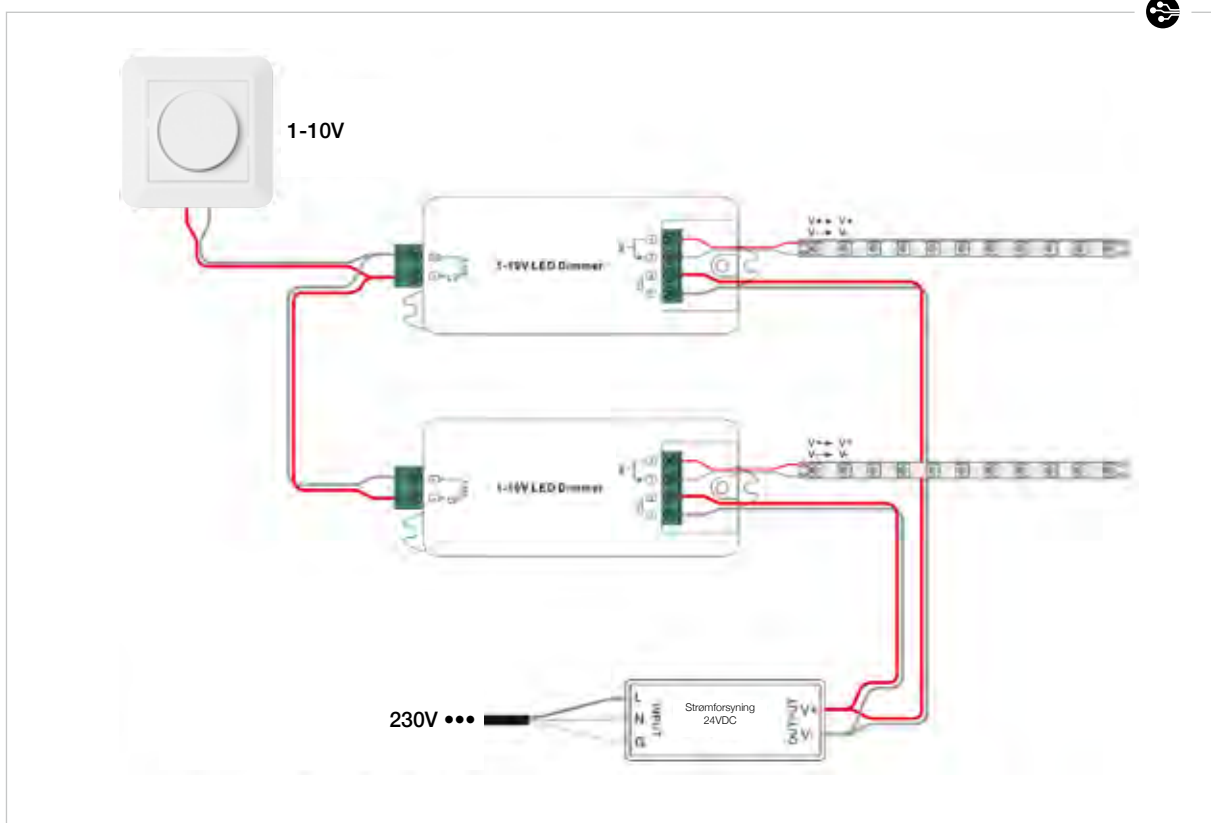 1-10V
V+ V+
V- V-
1-10V LED Dimmer
V+ V+
V- V-
1-10V LED Dimmer
230V
L
N
G
INPUT
Strømforsyning
24VDC
OUTPUT
V+
V-